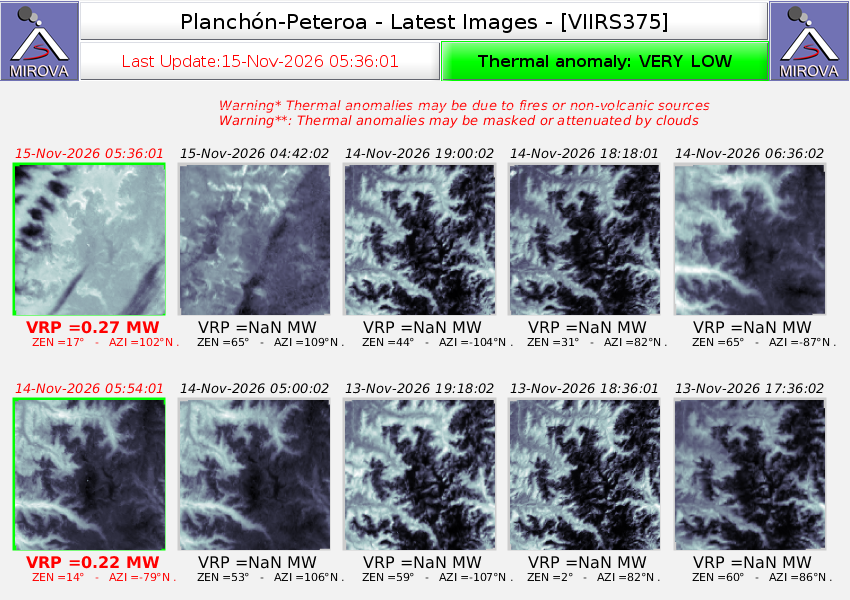 Planchón-Peteroa - Latest Images - [VIIRS375]
MIROVA
Last Update:15-Nov-2026 05:36:01
Thermal anomaly: VERY LOW
MIROVA
Warning* Thermal anomalies may be due to fires or non-volcanic sources
Warning**: Thermal anomalies may be masked or attenuated by clouds
15-Nov-2026 05:36:01
15-Nov-2026 04:42:02
14-Nov-2026 19:00:02
14-Nov-2026 18:18:01
14-Nov-2026 06:36:02
VRP =0.27 MW
VRP =NaN MW
VRP =NaN MW
VRP =NaN MW
VRP =NaN MW
ZEN =17° - AZI =102°N .
ZEN =65° - AZI =109°N .
ZEN =44° - AZI =-104°N .
ZEN =31° - AZI =82°N .
ZEN =65° - AZI =-87°N .
14-Nov-2026 05:54:01
14-Nov-2026 05:00:02
13-Nov-2026 19:18:02
13-Nov-2026 18:36:01
13-Nov-2026 17:36:02
VRP =0.22 MW
VRP =NaN MW
VRP =NaN MW
VRP =NaN MW
VRP =NaN MW
ZEN =14° - AZI =-79°N .
ZEN =53° - AZI =106°N .
ZEN =59° - AZI =-107°N .
ZEN =2° - AZI =82°N .
ZEN =60° - AZI =86°N .